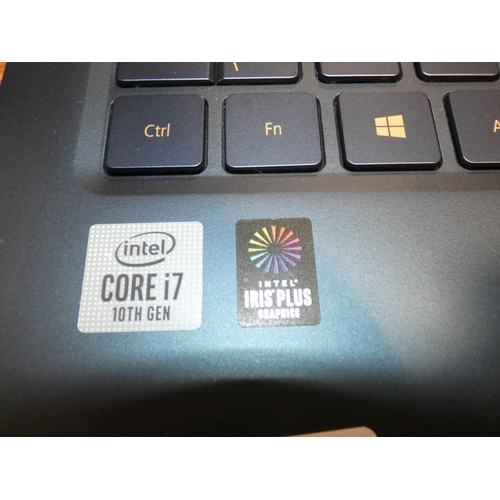 Ctrl
Fn
A
intel
CORE i7
10TH GEN
INTEL®
IRIS® PLUS
GRAPHICS